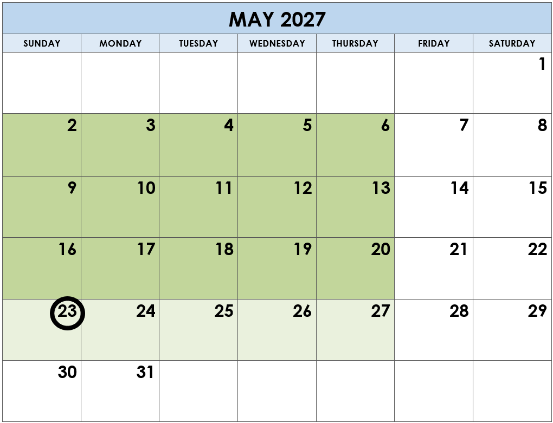 MAY 2027
SUNDAY MONDAY TUESDAY WEDNESDAY THURSDAY FRIDAY SATURDAY
1
2 3 4 5 6 7 8
9 10 11 12 13 14 15
16 17 18 19 20 21 22
23 24 25 26 27 28 29
30 31